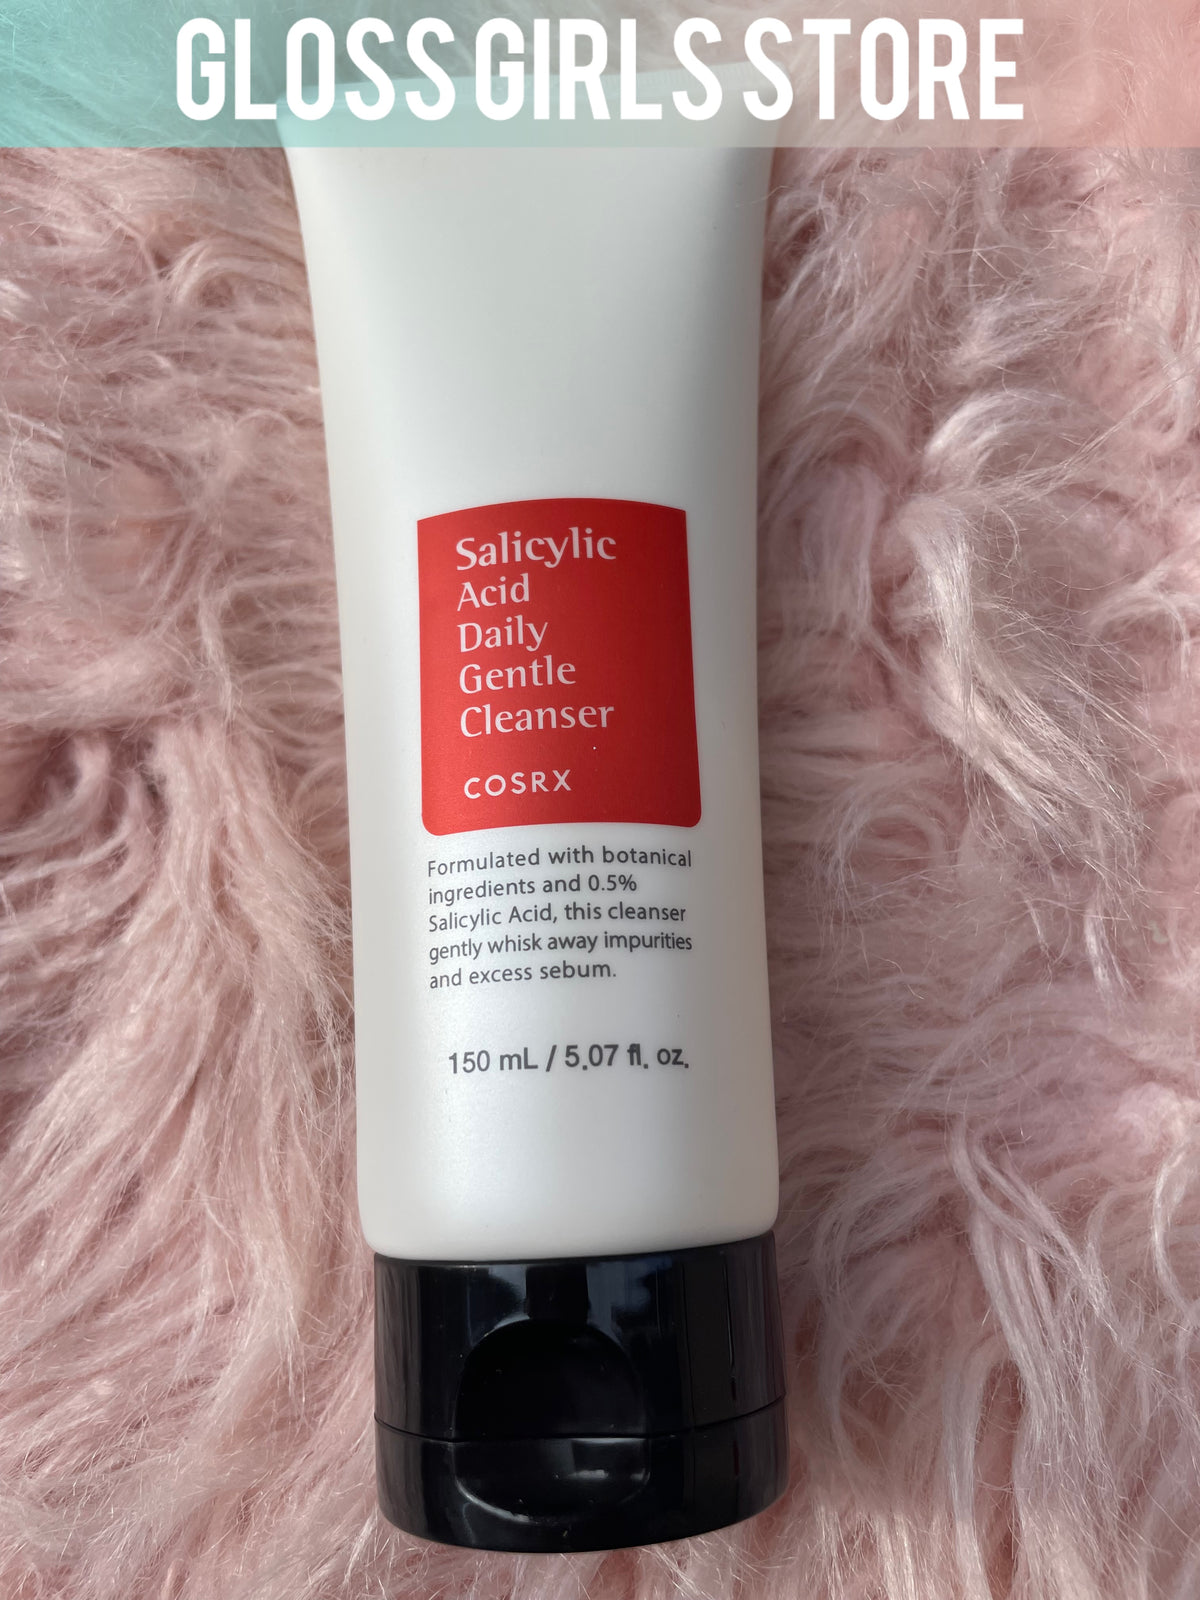 GLOSS GIRLS STORE
Salicylic
Acid
Daily
Gentle
Cleanser
COSRX
Formulated with botanical
ingredients and 0.5%
Salicylic Acid, this cleanser
gently whisk away impurities
and excess sebum.
150 mL / 5.07 fl. oz.